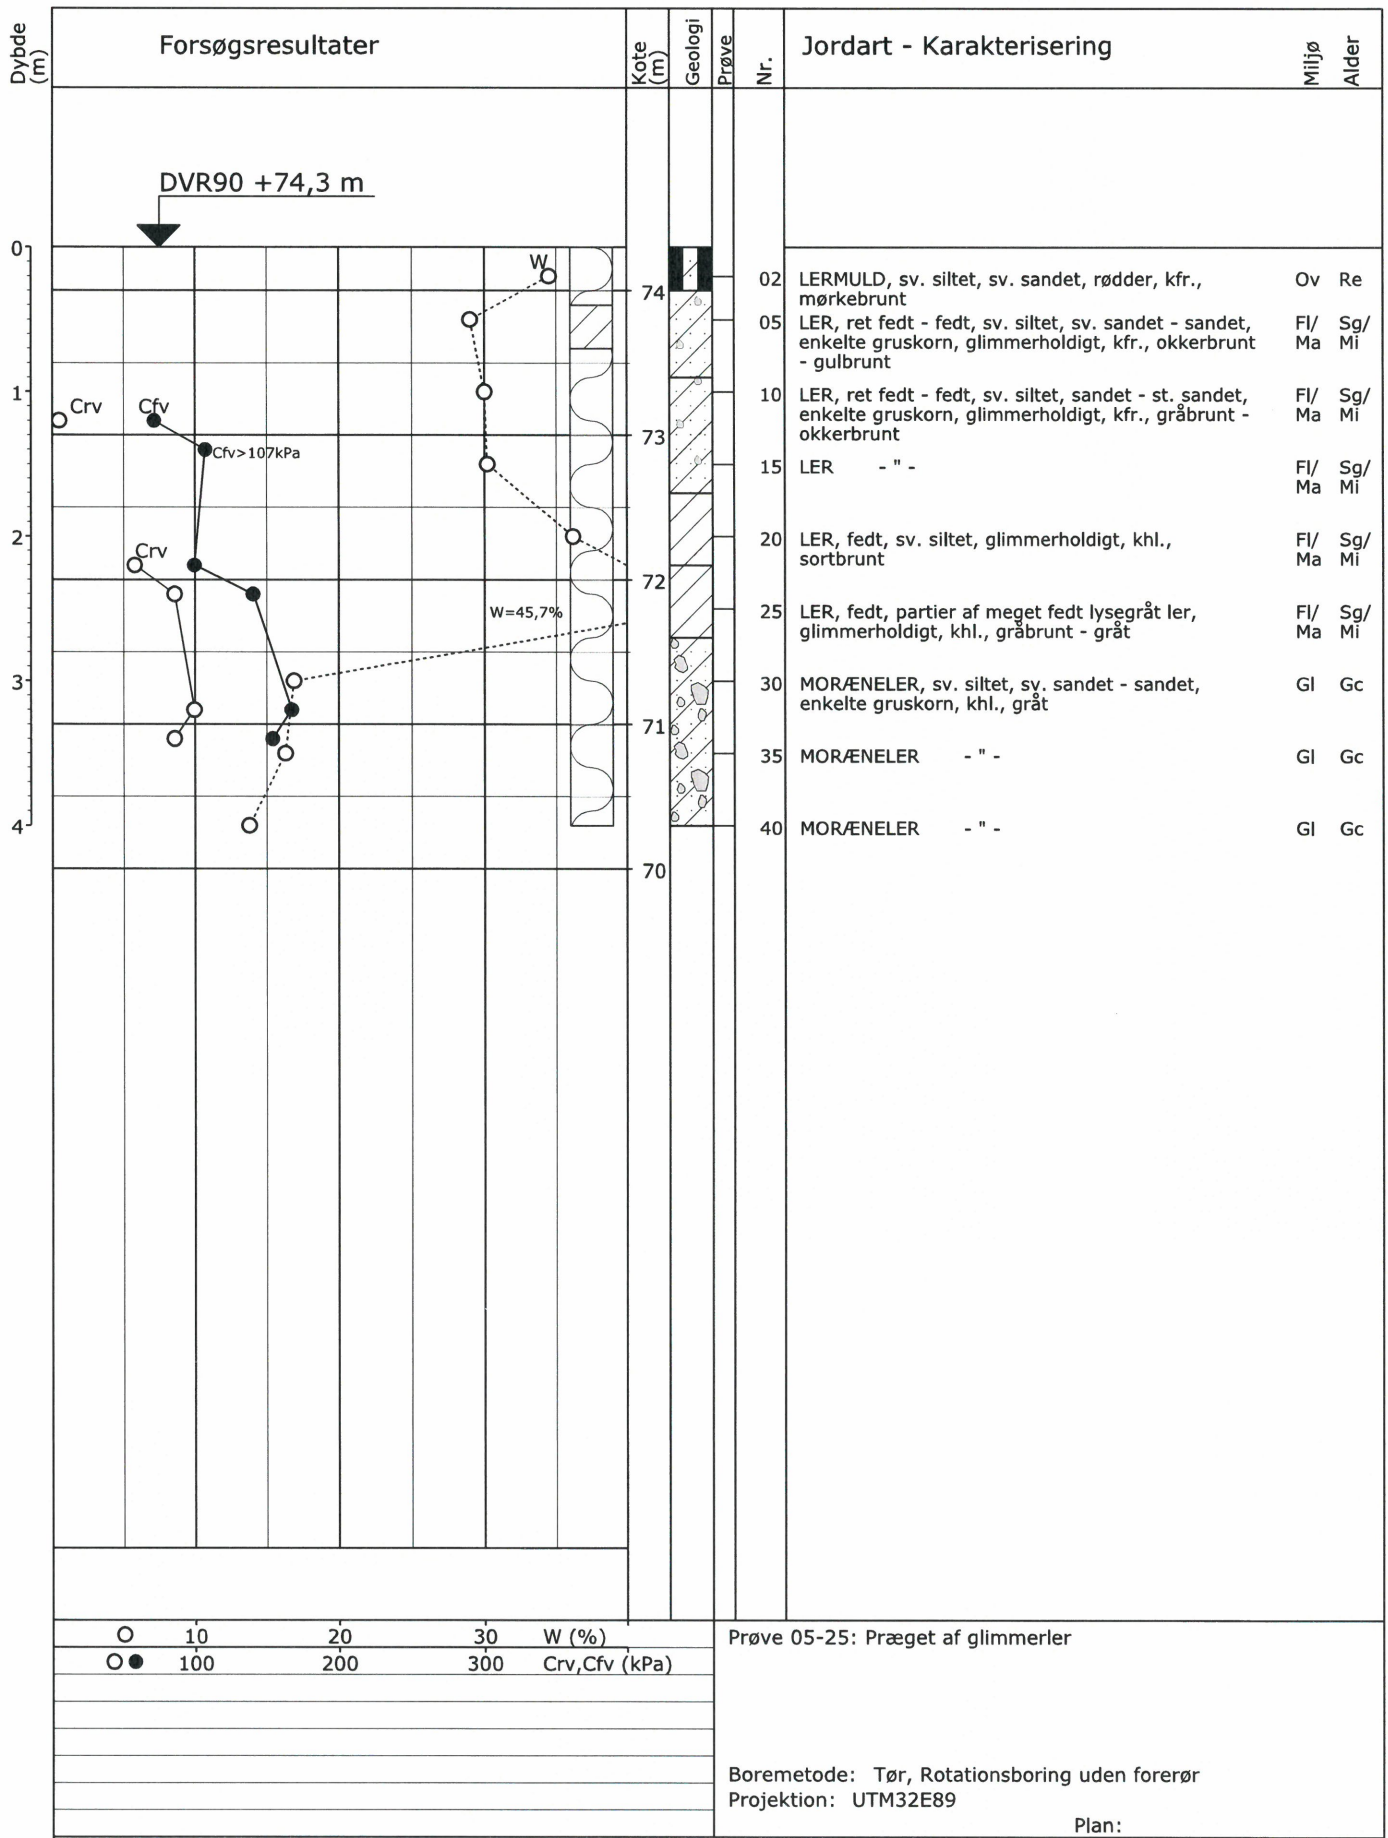 Dybde (m)
Forsøgsresultater
Kote (m)
Geologi
Prøve
Nr.
Jordart - Karakterisering
Miljø
Alder
DVR90 +74,3 m
0
W
74
02 LERMULD, sv. siltet, sv. sandet, rødder, kfr., Ov Re
mørkebrunt
05 LER, ret fedt - fedt, sv. siltet, sv. sandet - sandet, Fl/ Sg/
enkelte gruskorn, glimmerholdigt, kfr., okkerbrunt Ma Mi
- gulbrunt
1
Crv Cfv
10 LER, ret fedt - fedt, sv. siltet, sandet - st. sandet, Fl/ Sg/
enkelte gruskorn, glimmerholdigt, kfr., gråbrunt - Ma Mi
okkerbrunt
Cfv>107kPa
73
15 LER - " - Fl/ Sg/
Ma Mi
2
Crv
20 LER, fedt, sv. siltet, glimmerholdigt, khl., Fl/ Sg/
sortbrunt Ma Mi
72
W=45,7%
25 LER, fedt, partier af meget fedt lysegråt ler, Fl/ Sg/
glimmerholdigt, khl., gråbrunt - gråt Ma Mi
3
30 MORÆNELER, sv. siltet, sv. sandet - sandet, Gl Gc
enkelte gruskorn, khl., gråt
71
35 MORÆNELER - " - Gl Gc
4
40 MORÆNELER - " - Gl Gc
70
10 20 30 W (%)
100 200 300 Crv,Cfv (kPa)
Prøve 05-25: Præget af glimmerler
Boremetode: Tør, Rotationsboring uden forerør
Projektion: UTM32E89
Plan: